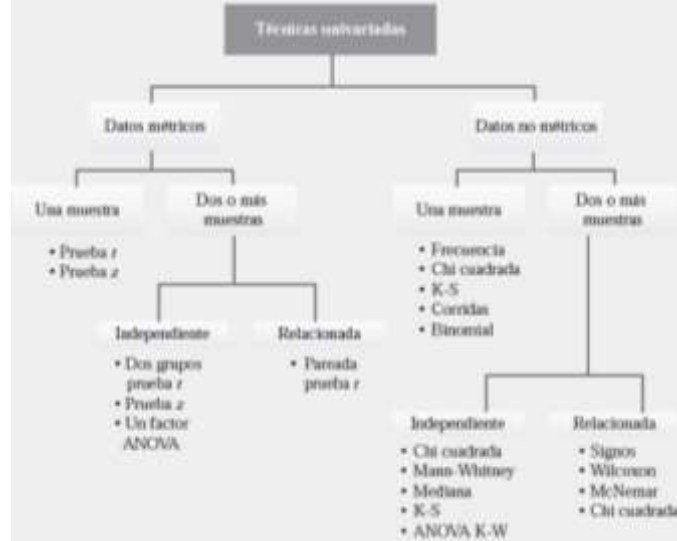 Técnicas univariadas
Datos métricos
Datos no métricos
Una muestra
Dos o más
muestras
Una muestra
Dos o más
muestras
• Prueba t
• Prueba z
• Frecuencia
• Chi cuadrada
• K-S
• Corridas
• Binomial
Independiente
Relacionada
• Dos grupos
prueba t
• Prueba z
• Un factor
ANOVA
• Pareada
prueba t
Independiente
Relacionada
• Chi cuadrada
• Mann-Whitney
• Mediana
• K-S
• ANOVA K-W
• Signos
• Wilcoxon
• McNemar
• Chi cuadrada